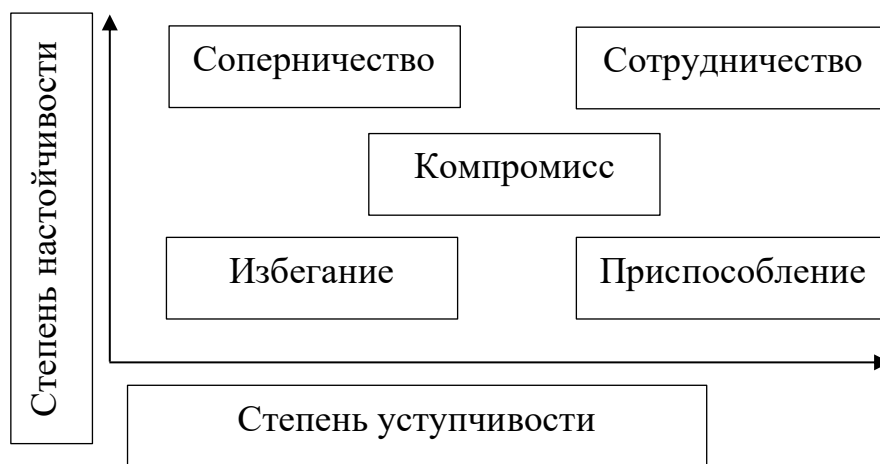 Степень настойчивости
Соперничество
Сотрудничество
Компромисс
Избегание
Приспособление
Степень уступчивости